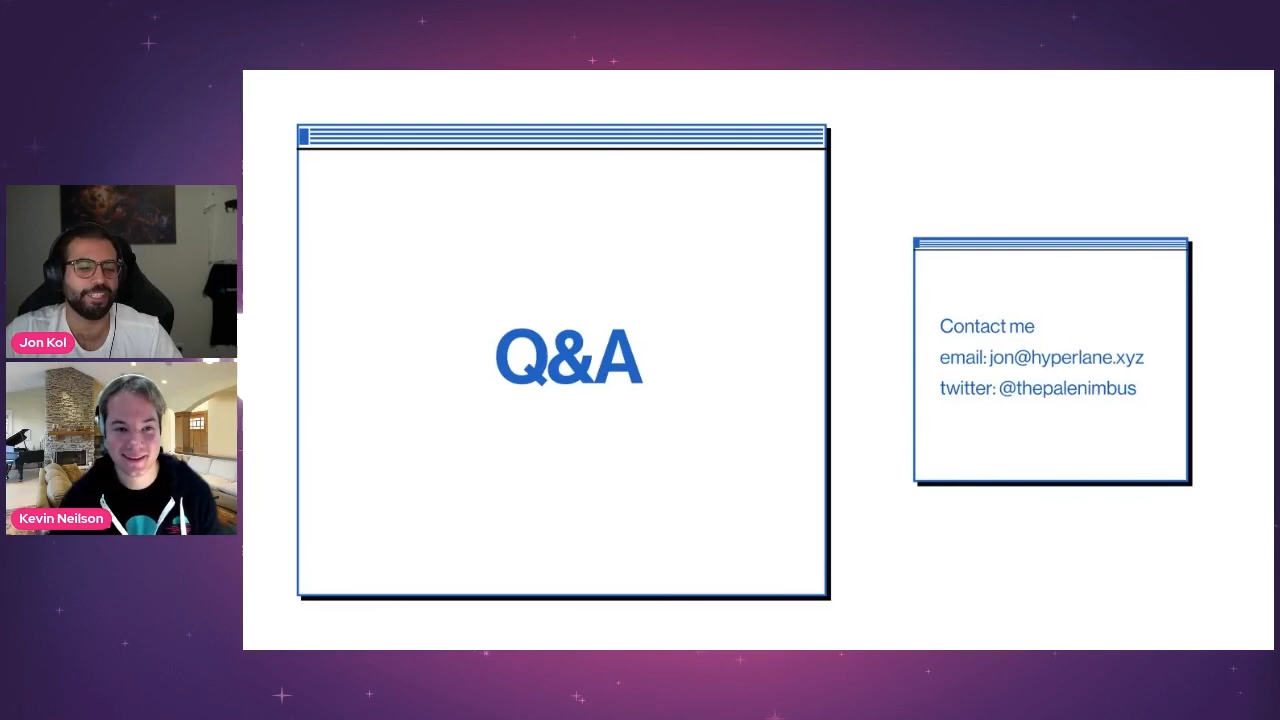 Jon Kol
Kevin Neilson
Q&A
Contact me
email: jon@hyperlane.xyz
twitter: @thepalenimbus